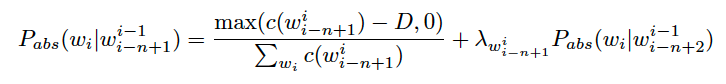 $P_{abs}(w_i|w_{i-n+1}^{i-1}) = \frac{\max(c(w_{i-n+1}^{i}) - D, 0)}{\sum_{w_i} c(w_{i-n+1}^{i})} + \lambda_{w_{i-n+1}^{i}} P_{abs}(w_i|w_{i-n+2}^{i-1})$